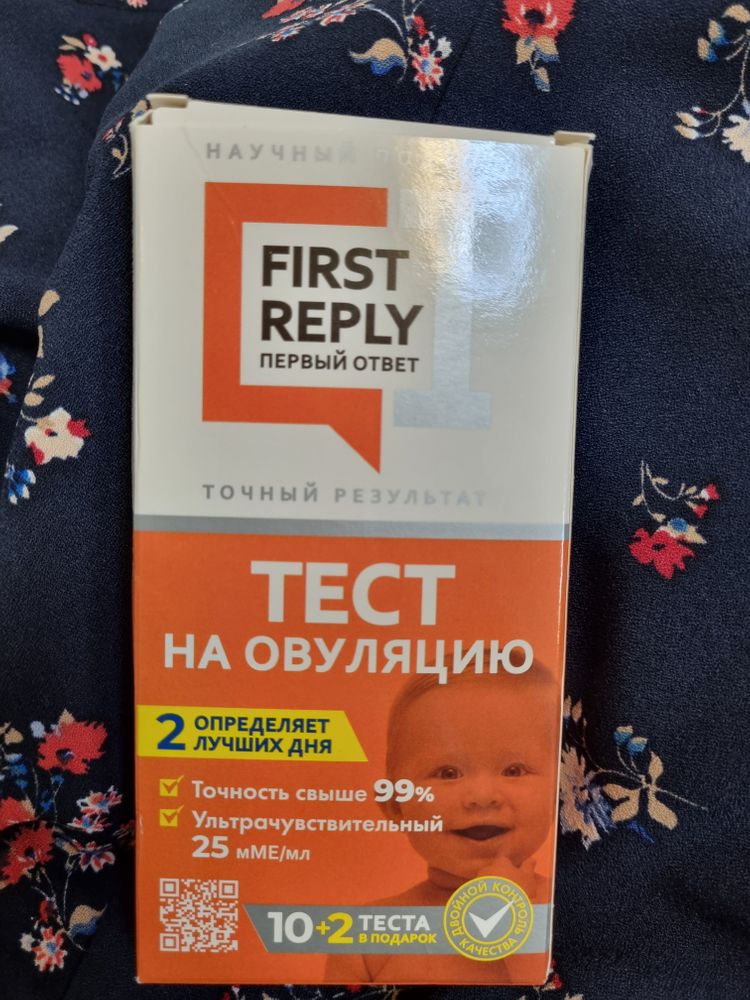 НАУЧНЫЙ
FIRST
REPLY
ПЕРВЫЙ ОТВЕТ
ТОЧНЫЙ РЕЗУЛЬТАТ
ТЕСТ
НА ОВУЛЯЦИЮ
2 ОПРЕДЕЛЯЕТ
ЛУЧШИХ ДНЯ
Точность свыше 99%
Ультрачувствительный
25 мМЕ/мл
10+2 ТЕСТА
В ПОДАРОК
ДВОЙНОЙ КОНТРОЛЬ
КАЧЕСТВА